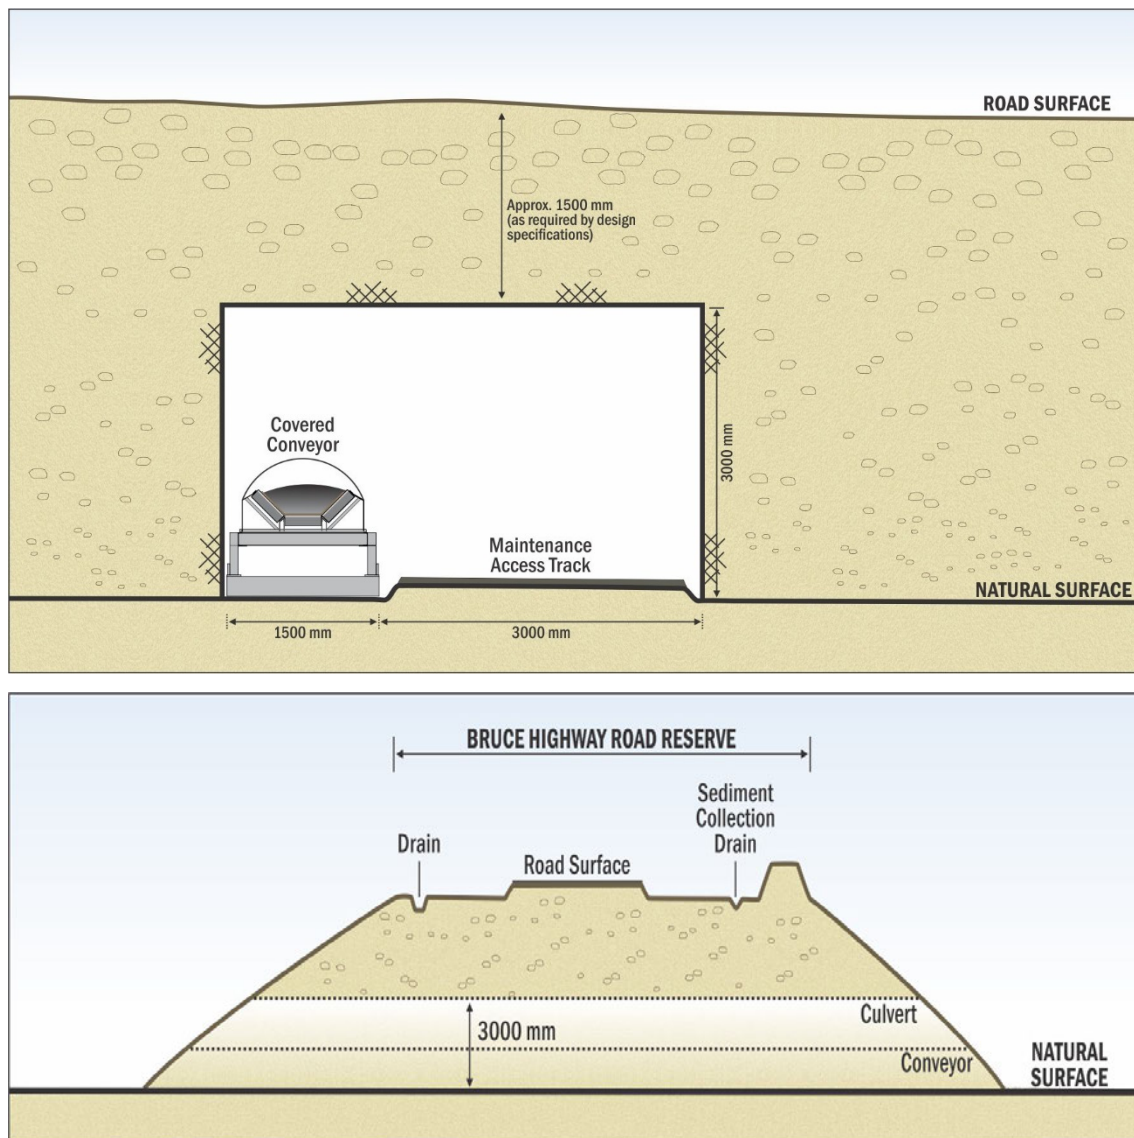 ROAD SURFACE
Approx. 1500 mm
(as required by design
specifications)
Covered
Conveyor
3000 mm
Maintenance
Access Track
NATURAL SURFACE
1500 mm
3000 mm
BRUCE HIGHWAY ROAD RESERVE
Sediment
Collection
Drain
Drain
Road Surface
Culvert
3000 mm
Conveyor
NATURAL
SURFACE